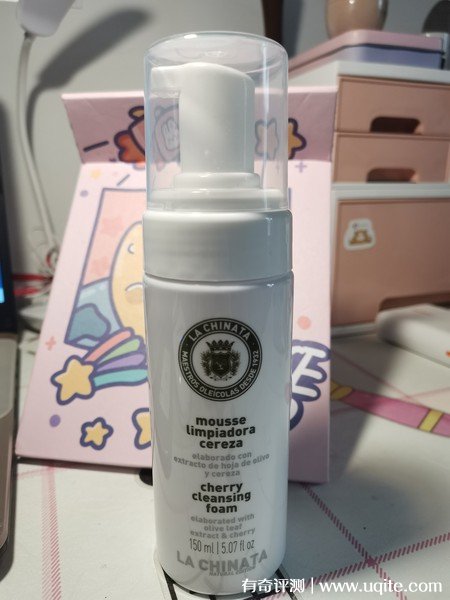 LA CHINATA
MAESTROS OLEÍCOLAS DESDE 1932
mousse
limpiadora
cereza
elaborado con
extracto de hoja de olivo
y cereza
cherry
cleansing
foam
elaborated with
olive leaf
extract & cherry
150 ml | 5.07 fl oz
LA CHINATA
NATURAL EDITION
有奇评测 | www.uqite.com